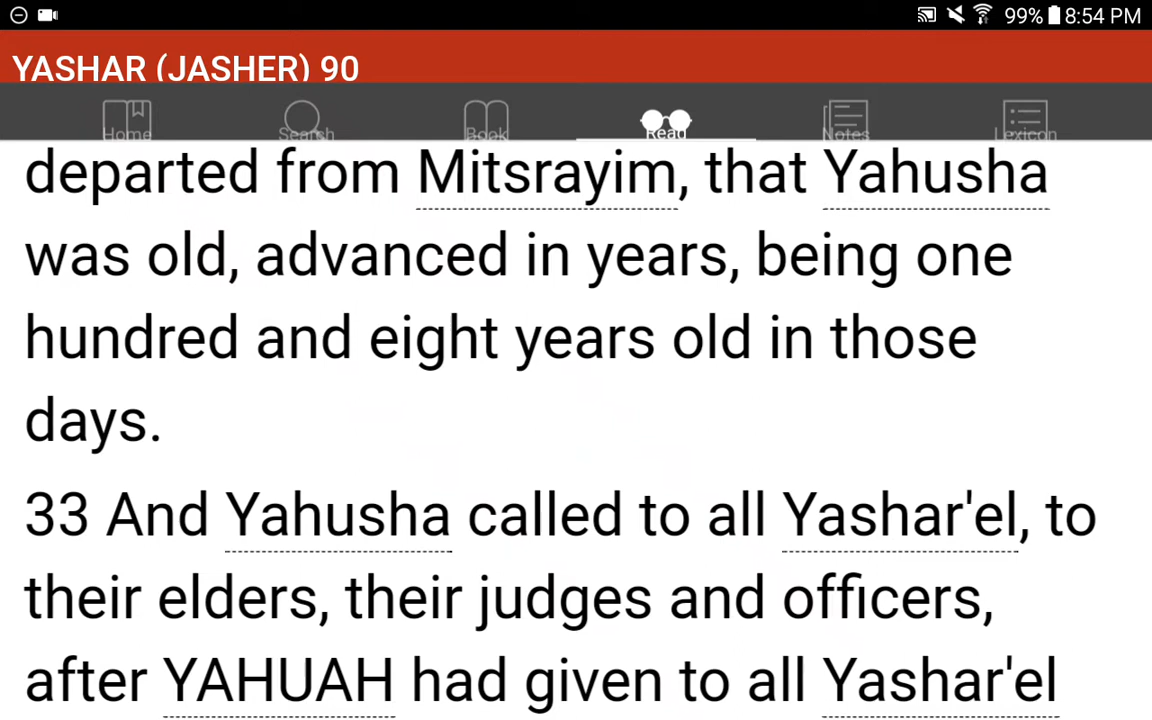 99% 8:54 PM
YASHAR (JASHER) 90
Home Search Book Read Notes Lexicon
departed from Mitsrayim, that Yahusha
was old, advanced in years, being one
hundred and eight years old in those
days.
33 And Yahusha called to all Yashar'el, to
their elders, their judges and officers,
after YAHUAH had given to all Yashar'el